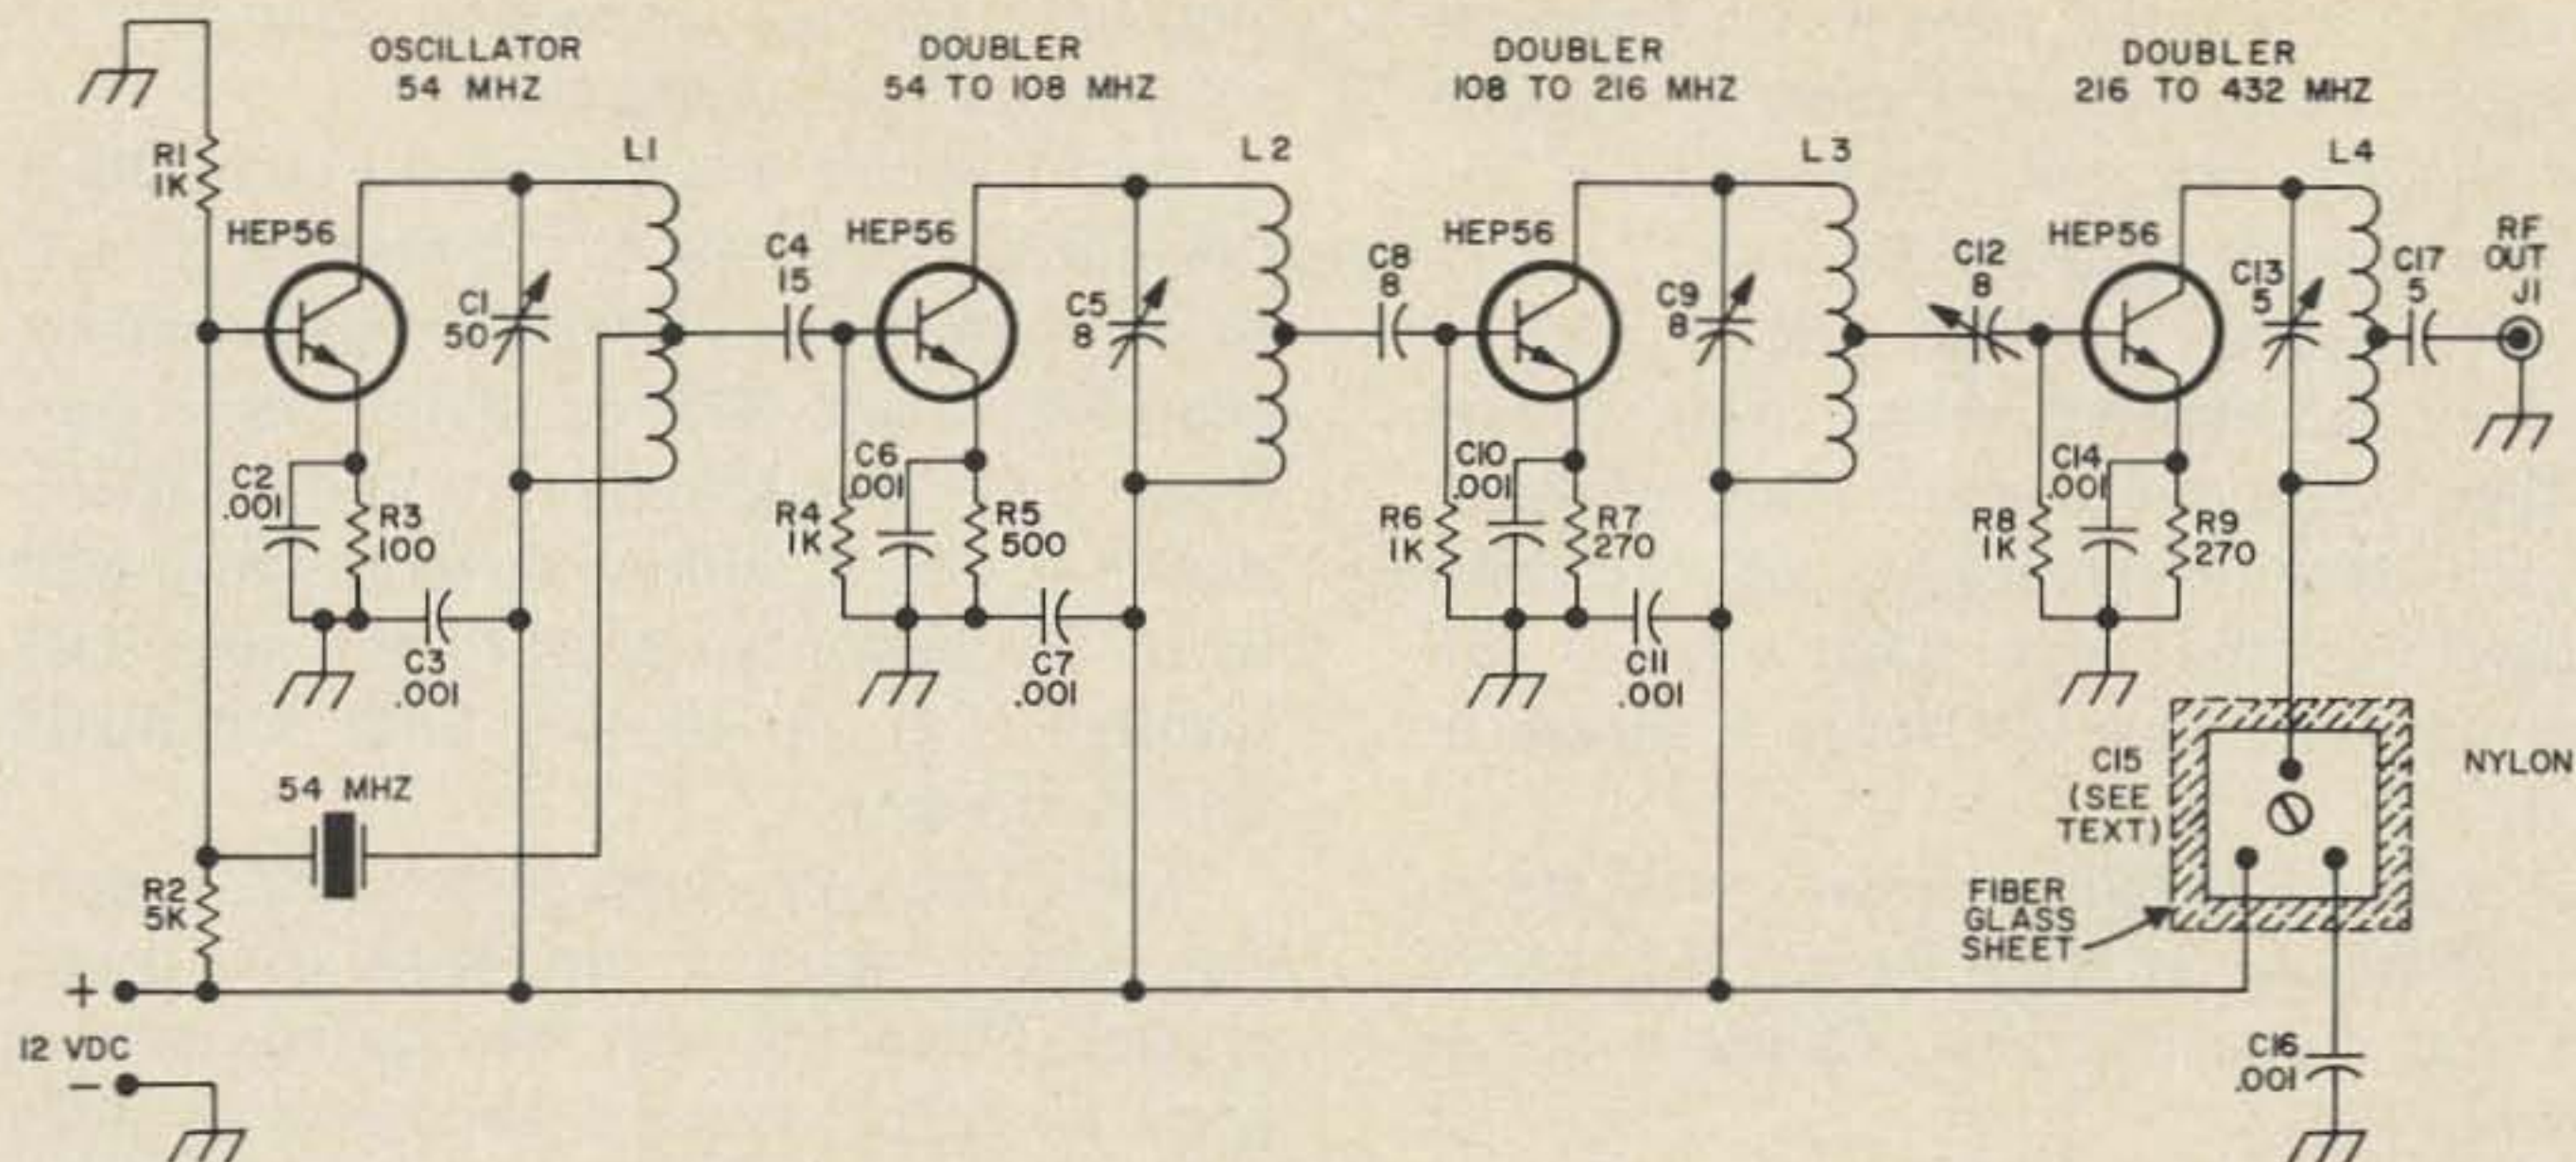 OSCILLATOR
54 MHZ
DOUBLER
54 TO 108 MHZ
DOUBLER
108 TO 216 MHZ
DOUBLER
216 TO 432 MHZ
R1
1K
HEP56
L1
C1
50
C2
.001
R3
100
C3
.001
54 MHZ
R2
5K
+
12 VDC
−
C4
15
HEP56
L2
C5
8
R4
1K
C6
.001
R5
500
C7
.001
C8
8
HEP56
L3
C9
8
R6
1K
C10
.001
R7
270
C11
.001
C12
8
HEP56
L4
C13
5
C17
5
RF
OUT
J1
R8
1K
C14
.001
R9
270
C15
(SEE
TEXT)
NYLON
FIBER
GLASS
SHEET
C16
.001